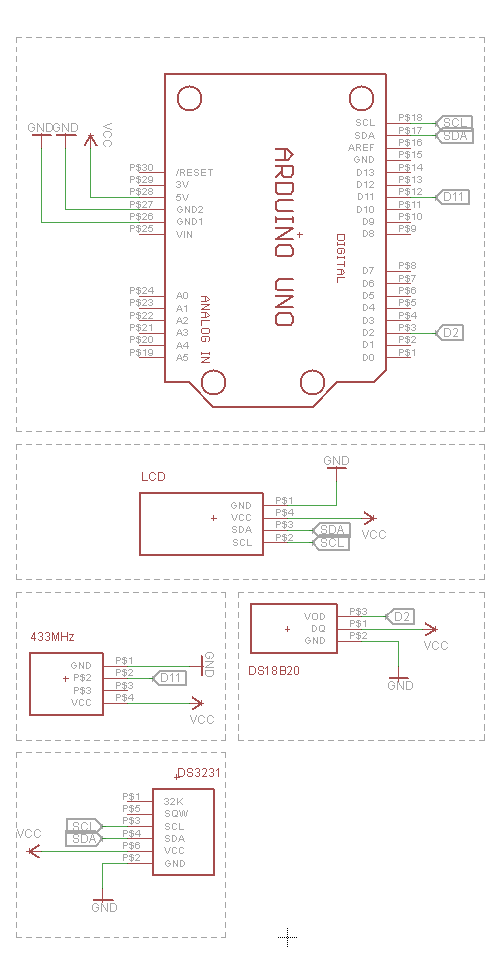 GND GND VCC
P$30 /RESET
P$29 3V
P$28 5V
P$27 GND2
P$26 GND1
P$25 VIN
P$24 A0
P$23 A1
P$22 A2
P$21 A3
P$20 A4
P$19 A5
ANALOG IN
ARDUINO UNO
DIGITAL
SCL P$18 SCL
SDA P$17 SDA
AREF P$16
GND P$15
D13 P$14
D12 P$13
D11 P$12 D11
D10 P$11
D9 P$10
D8 P$9
D7 P$8
D6 P$7
D5 P$6
D4 P$5
D3 P$4
D2 P$3 D2
D1 P$2
D0 P$1
LCD
GND
GND P$1
VCC P$4
VCC
SDA P$3 SDA
SCL P$2 SCL
433MHz
GND P$1 GND
P$2 P$2 D11
P$3 P$3
VCC P$4
VCC
VOD P$3 D2
DQ P$1
VCC
GND P$2
GND
DS18B20
DS3231
P$1 32K
P$5 SQW
SCL P$3 SCL
SDA P$4 SDA
VCC
P$6 VCC
P$2 GND
GND